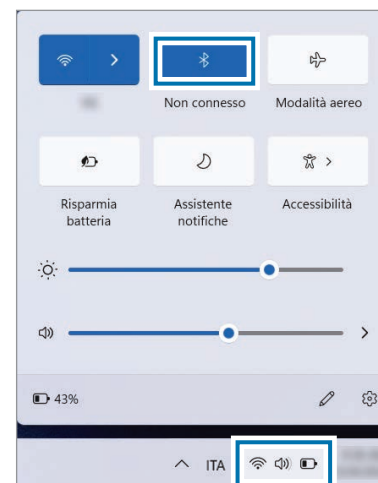 Non connesso
Modalità aereo
Risparmia
batteria
Assistente
notifiche
Accessibilità
43%
ITA